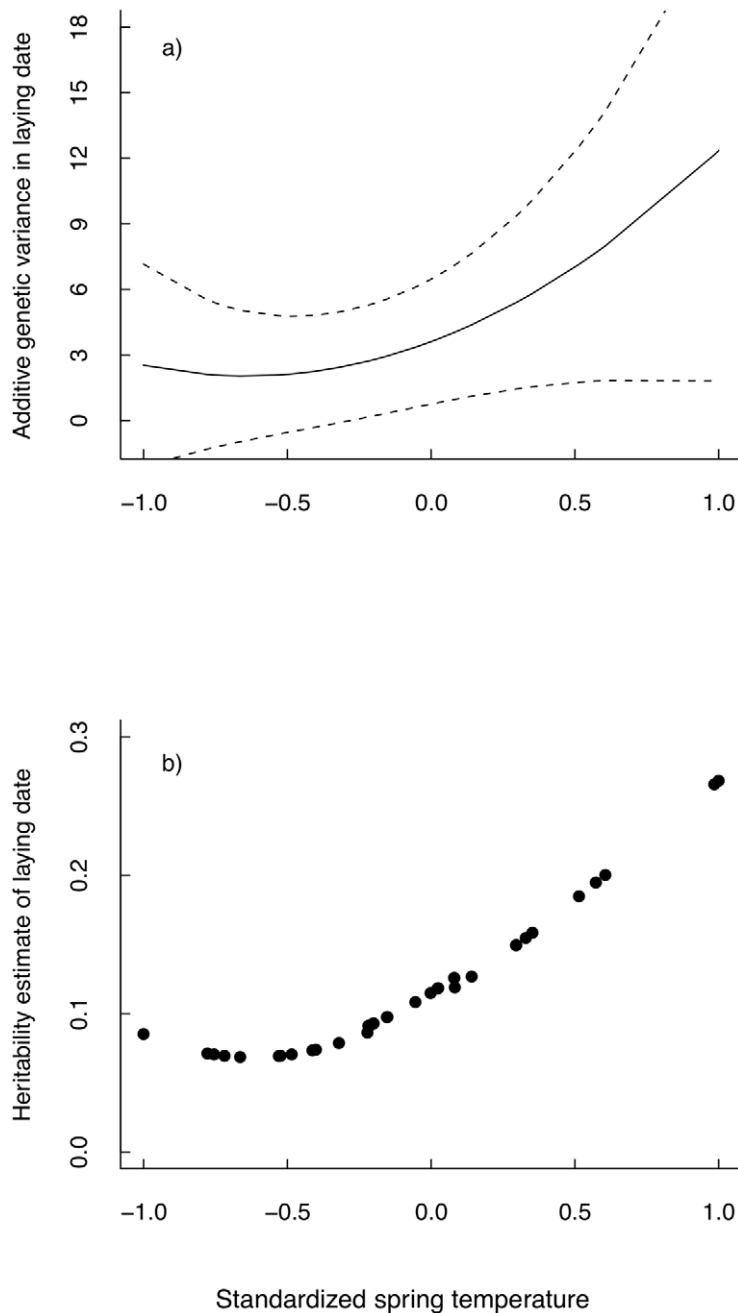 a)
Additive genetic variance in laying date
18
15
12
9
6
3
0
−1.0 −0.5 0.0 0.5 1.0
b)
Heritability estimate of laying date
0.3
0.2
0.1
0.0
−1.0 −0.5 0.0 0.5 1.0
Standardized spring temperature